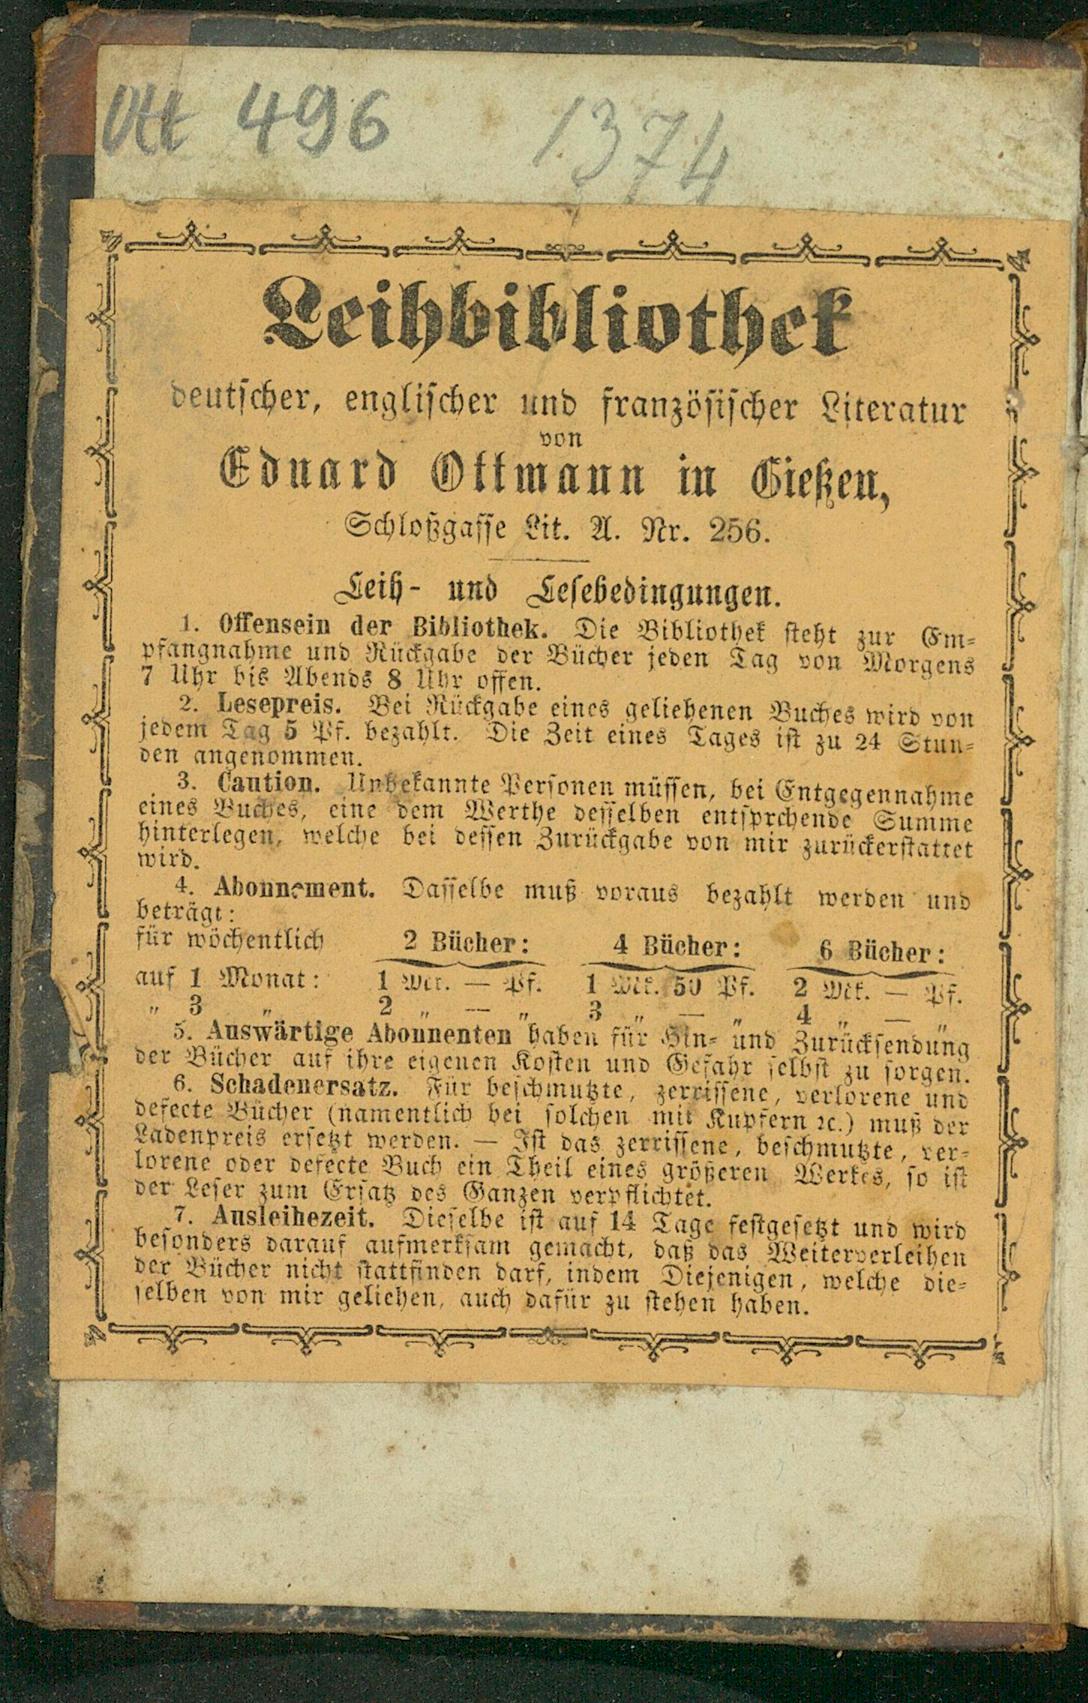 Ott 496 1374
Leihbibliothek
deutscher, englischer und französischer Literatur
von
Eduard Ottmann in Gießen,
Schloßgasse Lit. A. Nr. 256.
Leih- und Lesebedingungen.
1. Offensein der Bibliothek. Die Bibliothek steht zur Em-
pfangnahme und Rückgabe der Bücher jeden Tag von Morgens
7 Uhr bis Abends 8 Uhr offen.
2. Lesepreis. Bei Rückgabe eines geliehenen Buches wird von
jedem Tag 5 Pf. bezahlt. Die Zeit eines Tages ist zu 24 Stun-
den angenommen.
3. Caution. Unbekannte Personen müssen, bei Entgegennahme
eines Buches, eine dem Werthe desselben entsprchende Summe
hinterlegen, welche bei dessen Zurückgabe von mir zurückerstattet
wird.
4. Abonnement. Dasselbe muß voraus bezahlt werden und
beträgt:
für wöchentlich 2 Bücher: 4 Bücher: 6 Bücher:
auf 1 Monat: 1 Mk. — Pf. 1 Mk. 50 Pf. 2 Mk. — Pf.
„ 3 „ 2 „ — „ 3 „ — „ 4 „ — „
5. Auswärtige Abonnenten haben für Hin- und Zurücksendung
der Bücher auf ihre eigenen Kosten und Gefahr selbst zu sorgen.
6. Schadenersatz. Für beschmutzte, zerrissene, verlorene und
defecte Bücher (namentlich bei solchen mit Kupfern ꝛc.) muß der
Ladenpreis ersetzt werden. — Ist das zerrissene, beschmutzte, ver-
lorene oder defecte Buch ein Theil eines größeren Werkes, so ist
der Leser zum Ersatz des Ganzen verpflichtet.
7. Ausleihezeit. Dieselbe ist auf 14 Tage festgesetzt und wird
besonders darauf aufmerksam gemacht, daß das Weiterverleihen
der Bücher nicht stattfinden darf, indem Diejenigen, welche die-
selben von mir geliehen, auch dafür zu stehen haben.